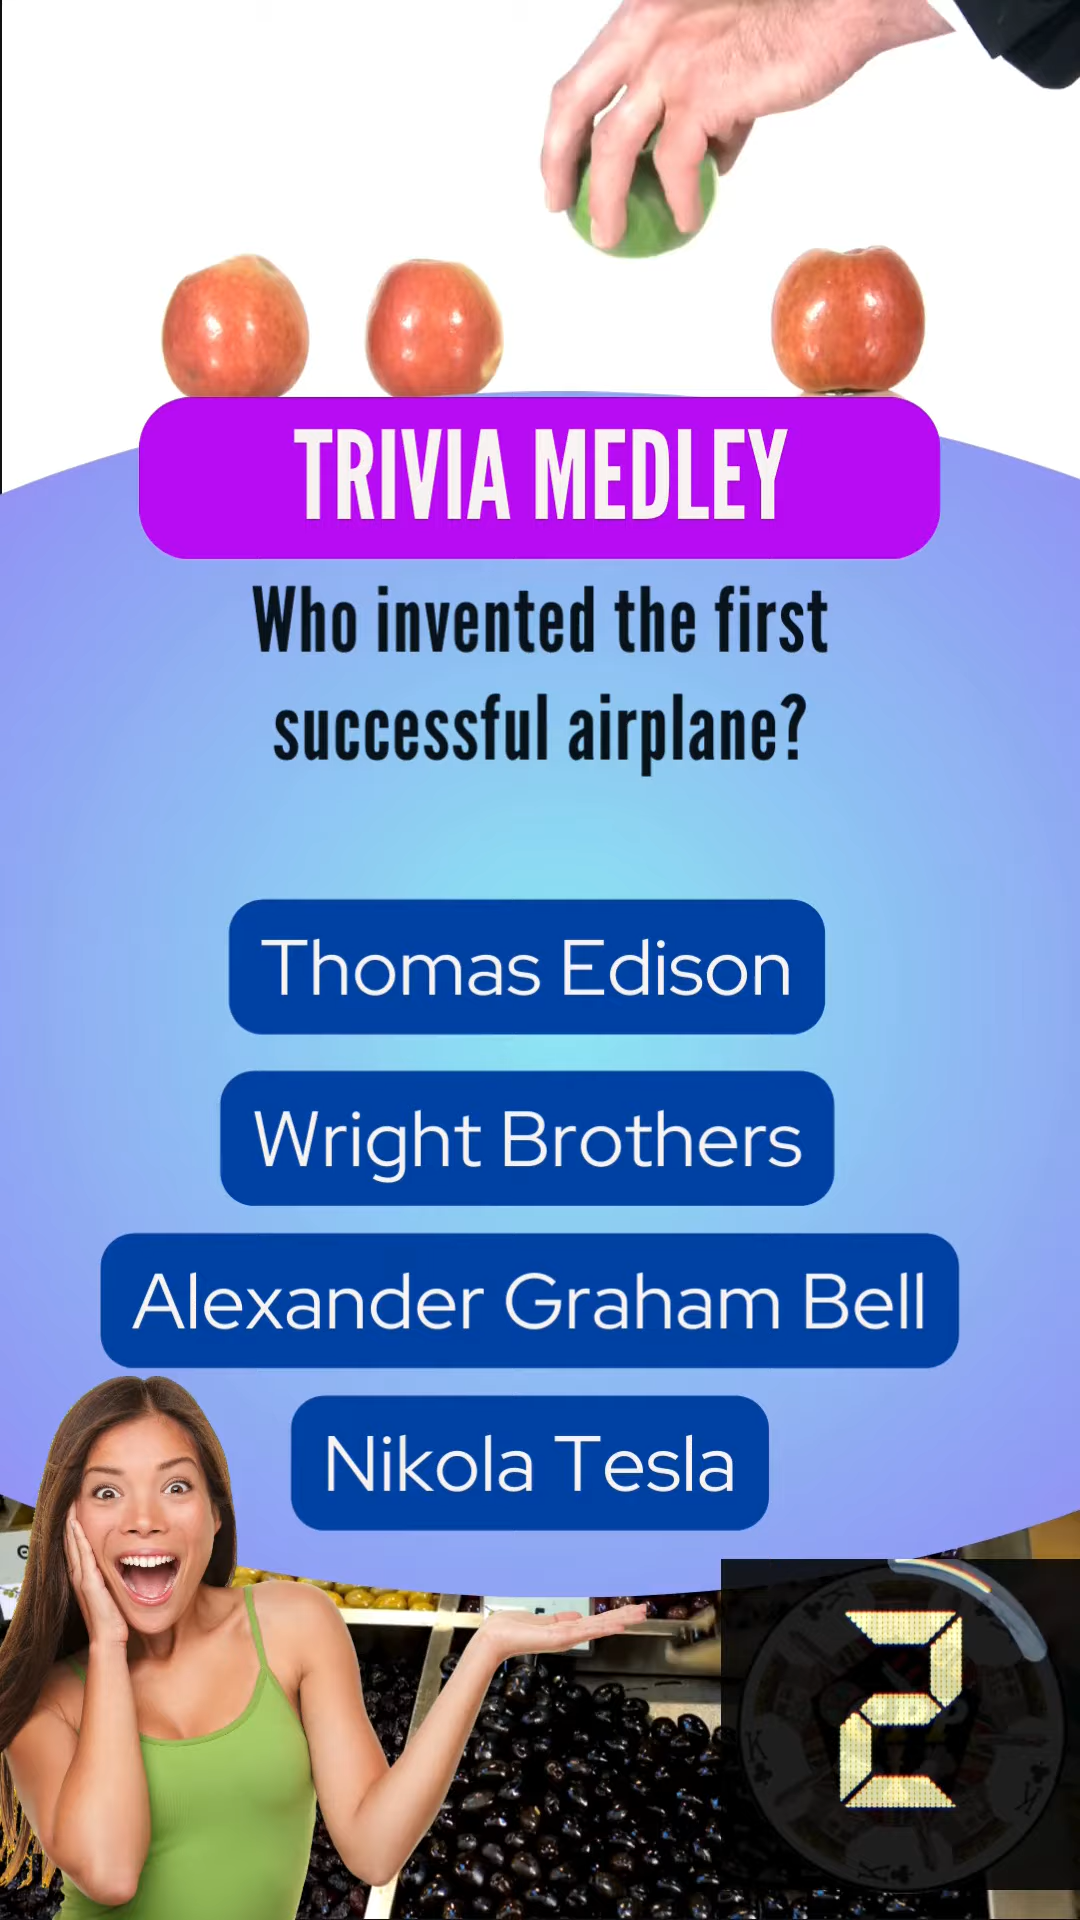 TRIVIA MEDLEY
Who invented the first
successful airplane?
Thomas Edison
Wright Brothers
Alexander Graham Bell
Nikola Tesla
2